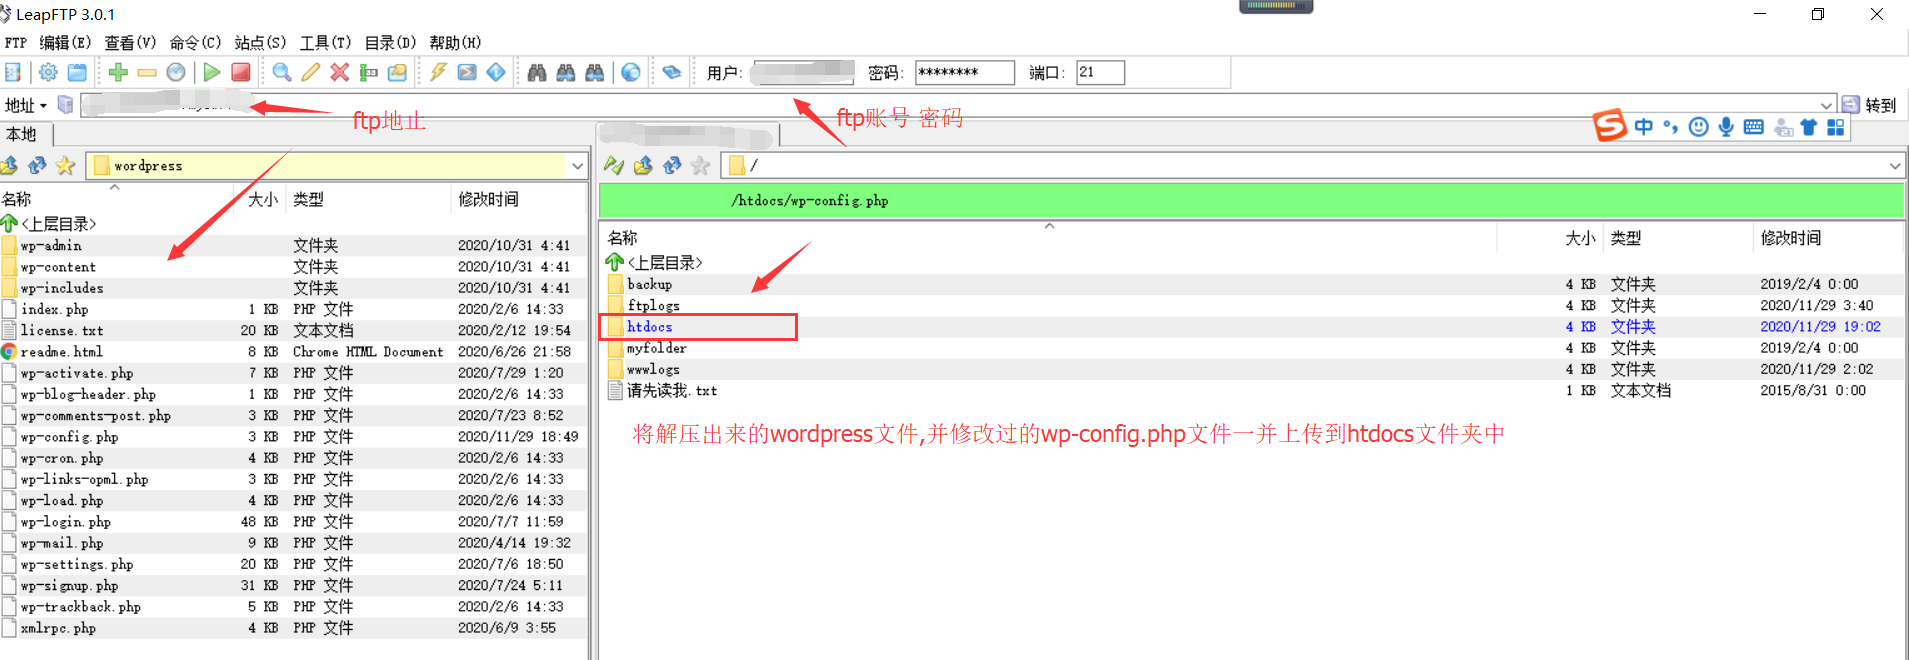 LeapFTP 3.0.1
FTP 编辑(E) 查看(V) 命令(C) 站点(S) 工具(T) 目录(D) 帮助(H)
用户: 密码: ******** 端口: 21
地址 转到
ftp地止
ftp账号 密码
中
本地
wordpress
名称 大小 类型 修改时间
<上层目录>
wp-admin 文件夹 2020/10/31 4:41
wp-content 文件夹 2020/10/31 4:41
wp-includes 文件夹 2020/10/31 4:41
index.php 1 KB PHP 文件 2020/2/6 14:33
license.txt 20 KB 文本文档 2020/2/12 19:54
readme.html 8 KB Chrome HTML Document 2020/6/26 21:58
wp-activate.php 7 KB PHP 文件 2020/7/29 1:20
wp-blog-header.php 1 KB PHP 文件 2020/2/6 14:33
wp-comments-post.php 3 KB PHP 文件 2020/7/23 8:52
wp-config.php 3 KB PHP 文件 2020/11/29 18:49
wp-cron.php 4 KB PHP 文件 2020/2/6 14:33
wp-links-opml.php 3 KB PHP 文件 2020/2/6 14:33
wp-load.php 4 KB PHP 文件 2020/2/6 14:33
wp-login.php 48 KB PHP 文件 2020/7/7 11:59
wp-mail.php 9 KB PHP 文件 2020/4/14 19:32
wp-settings.php 20 KB PHP 文件 2020/7/6 18:50
wp-signup.php 31 KB PHP 文件 2020/7/24 5:11
wp-trackback.php 5 KB PHP 文件 2020/2/6 14:33
xmlrpc.php 4 KB PHP 文件 2020/6/9 3:55
/
/htdocs/wp-config.php
名称 大小 类型 修改时间
<上层目录>
backup 4 KB 文件夹 2019/2/4 0:00
ftplogs 4 KB 文件夹 2020/11/29 3:40
htdocs 4 KB 文件夹 2020/11/29 19:02
myfolder 4 KB 文件夹 2019/2/4 0:00
wwwlogs 4 KB 文件夹 2020/11/29 2:02
请先读我.txt 1 KB 文本文档 2015/8/31 0:00
将解压出来的wordpress文件,并修改过的wp-config.php文件一并上传到htdocs文件夹中